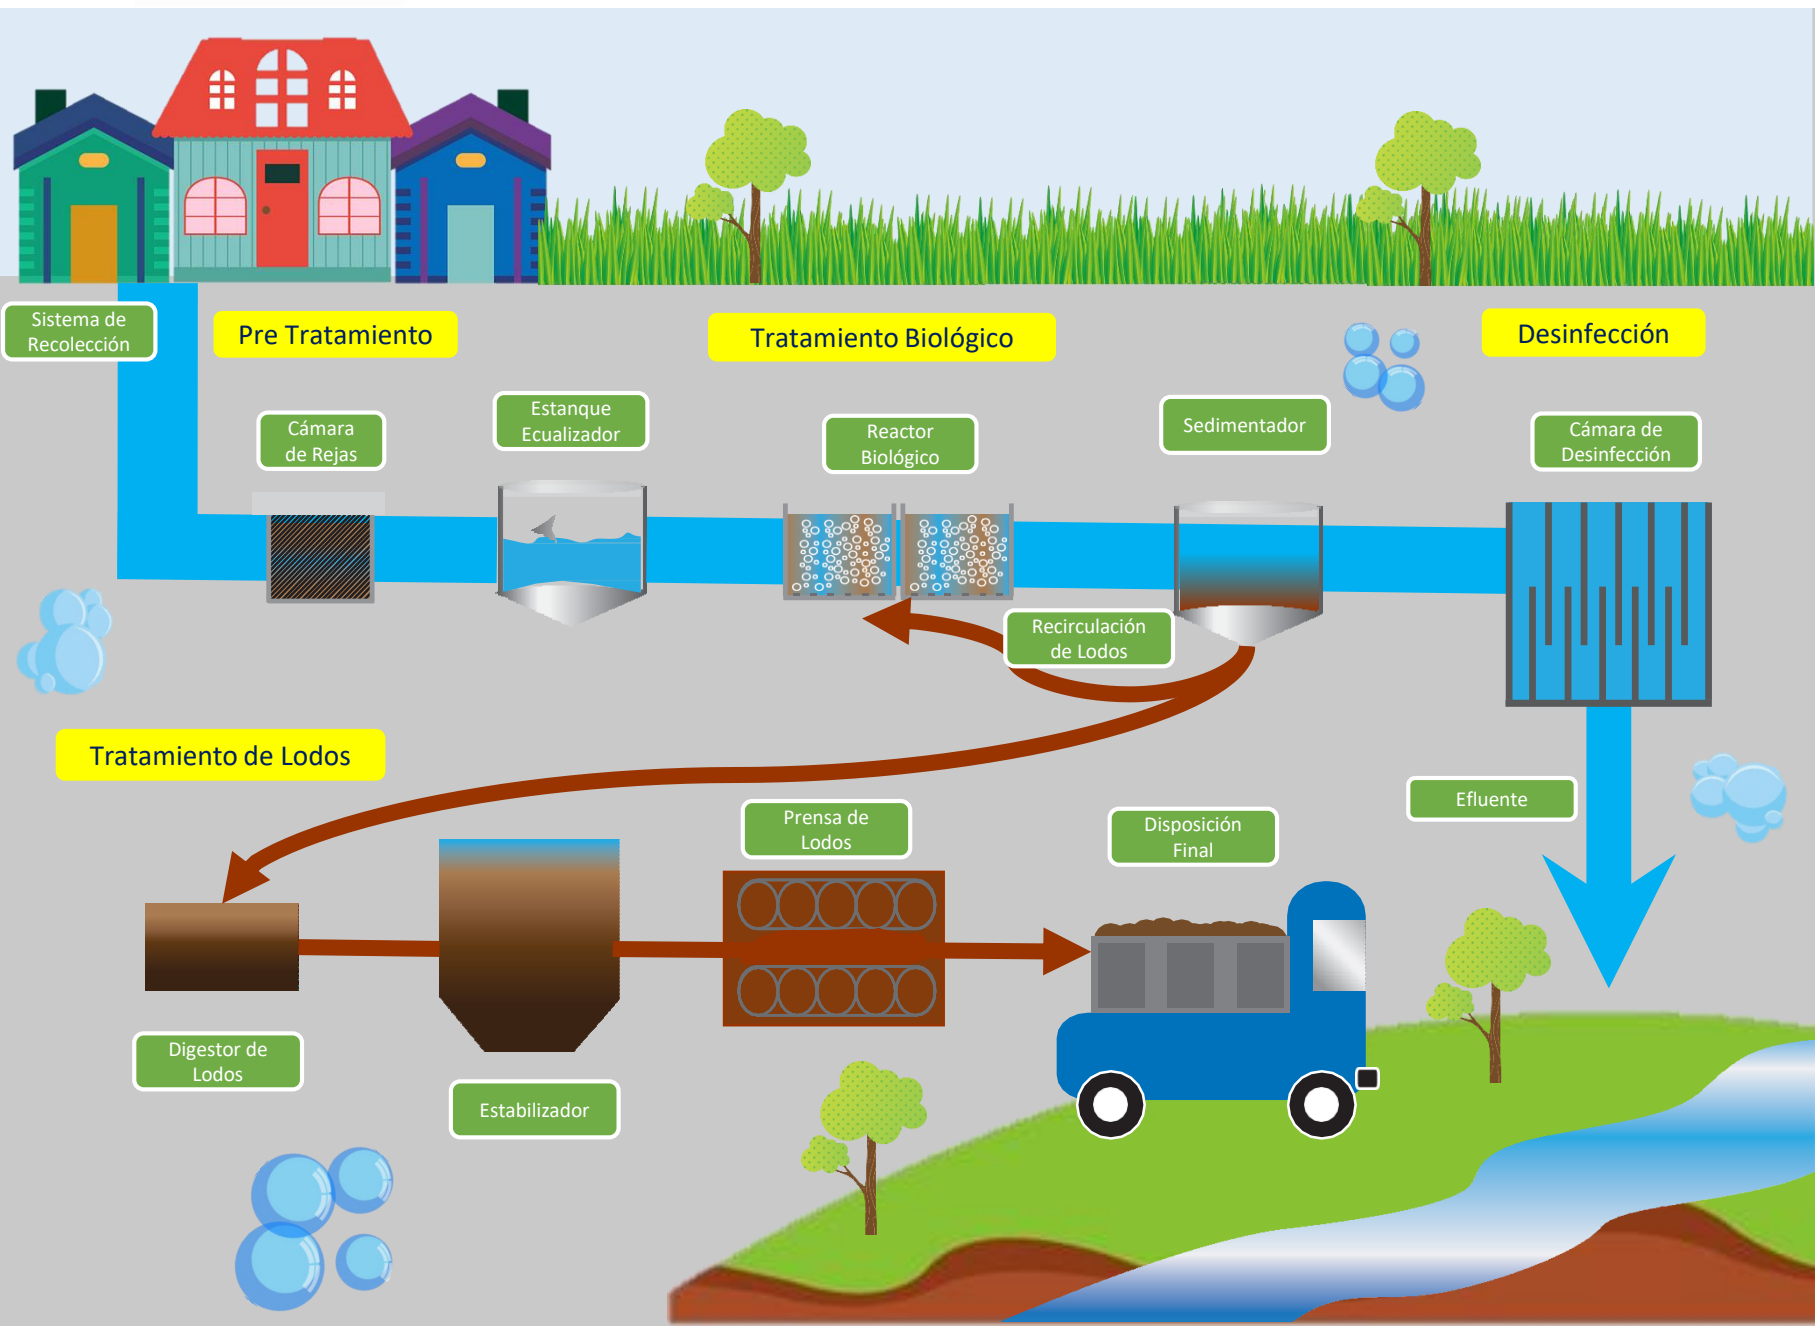 Sistema de
Recolección
Pre Tratamiento
Tratamiento Biológico
Desinfección
Cámara
de Rejas
Estanque
Ecualizador
Reactor
Biológico
Sedimentador
Cámara de
Desinfección
Recirculación
de Lodos
Tratamiento de Lodos
Efluente
Prensa de
Lodos
Disposición
Final
Digestor de
Lodos
Estabilizador